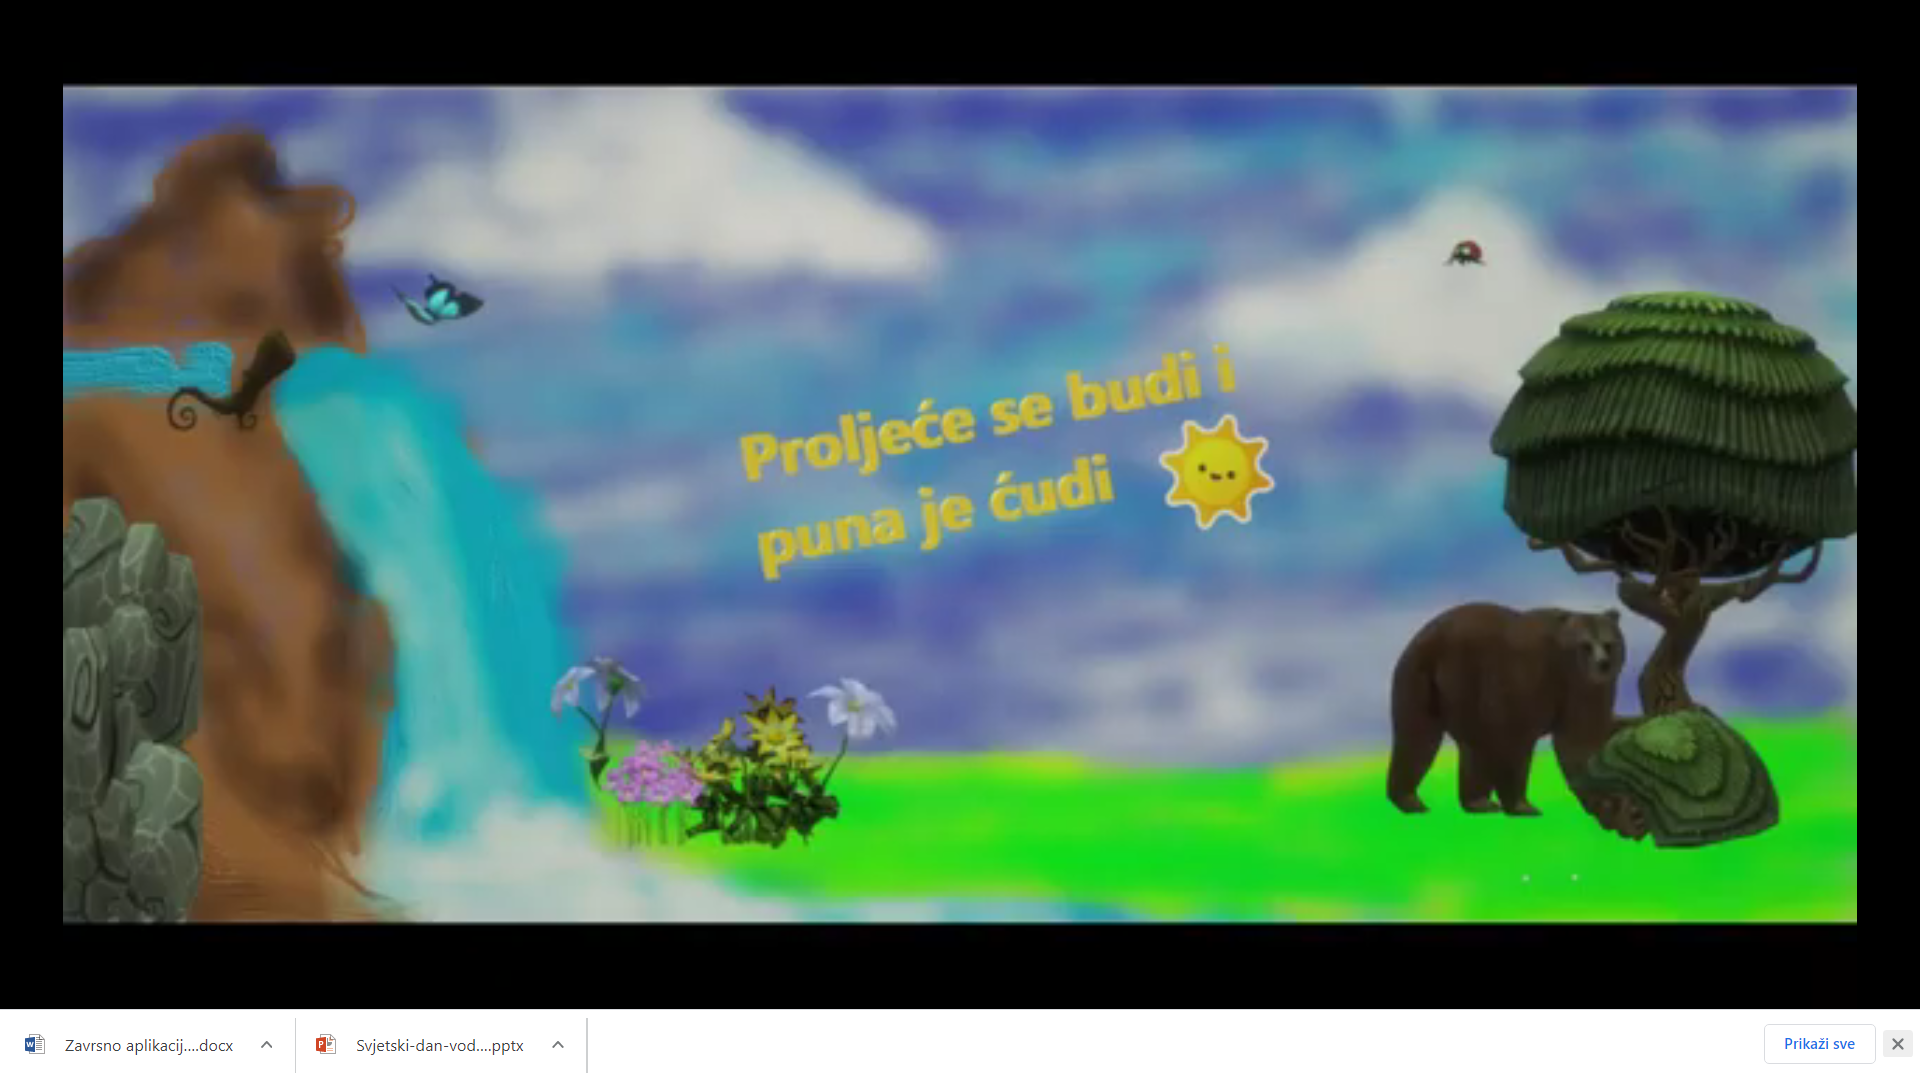 Proljeće se budi i
puna je ćudi
Zavrsno aplikacij....docx
Svjetski-dan-vod....pptx
Prikaži sve